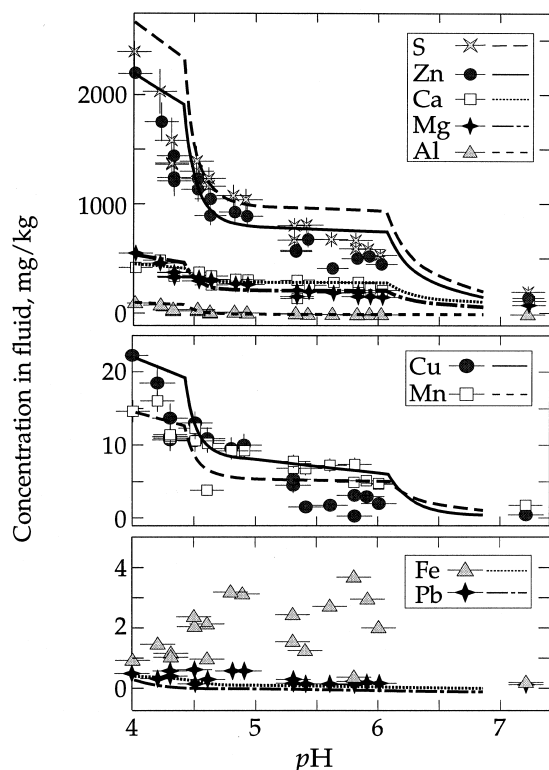 S
Zn
Ca
Mg
Al
2000
1000
0
Concentration in fluid, mg/kg
Cu
Mn
20
10
0
Fe
Pb
4
2
0
4
5
6
7
pH